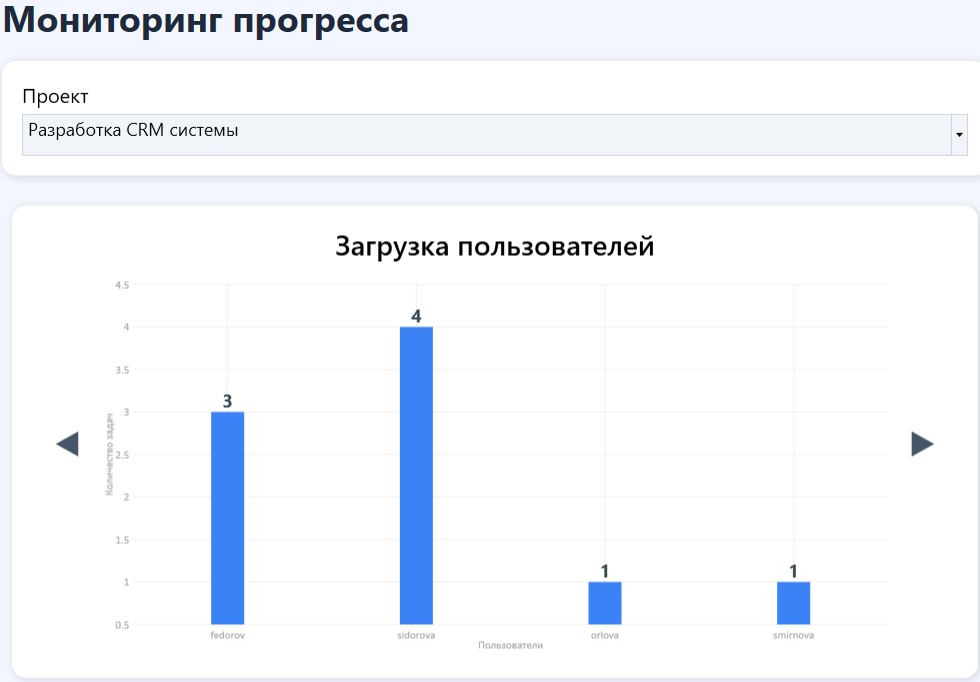 Мониторинг прогресса
Проект
Разработка CRM системы
Загрузка пользователей
4.5
4
3.5
3
2.5
2
1.5
1
0.5
Количество задач
3
4
1
1
fedorov
sidorova
orlova
smirnova
Пользователи